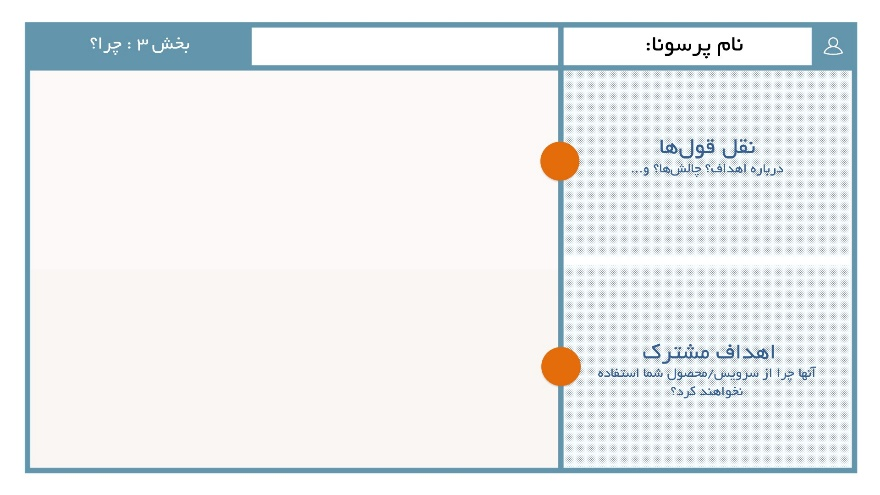 نام پرسونا:
بخش ۳ : چرا؟
نقل قول‌ها
درباره اهداف؟ چالش‌ها؟ و...
اهداف مشترک
آنها چرا از سرویس/محصول شما استفاده
نخواهند کرد؟